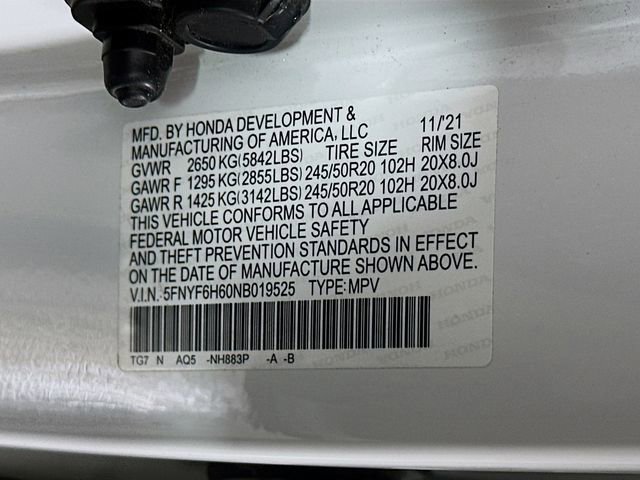 MFD. BY HONDA DEVELOPMENT & 11/'21
MANUFACTURING OF AMERICA, LLC RIM SIZE
GVWR 2650 KG(5842LBS) TIRE SIZE
GAWR F 1295 KG(2855LBS) 245/50R20 102H 20X8.0J
GAWR R 1425 KG(3142LBS) 245/50R20 102H 20X8.0J
THIS VEHICLE CONFORMS TO ALL APPLICABLE
FEDERAL MOTOR VEHICLE SAFETY
AND THEFT PREVENTION STANDARDS IN EFFECT
ON THE DATE OF MANUFACTURE SHOWN ABOVE.
V.I.N. 5FNYF6H60NB019525 TYPE:MPV
TG7 N AQ5 -NH883P -A -B